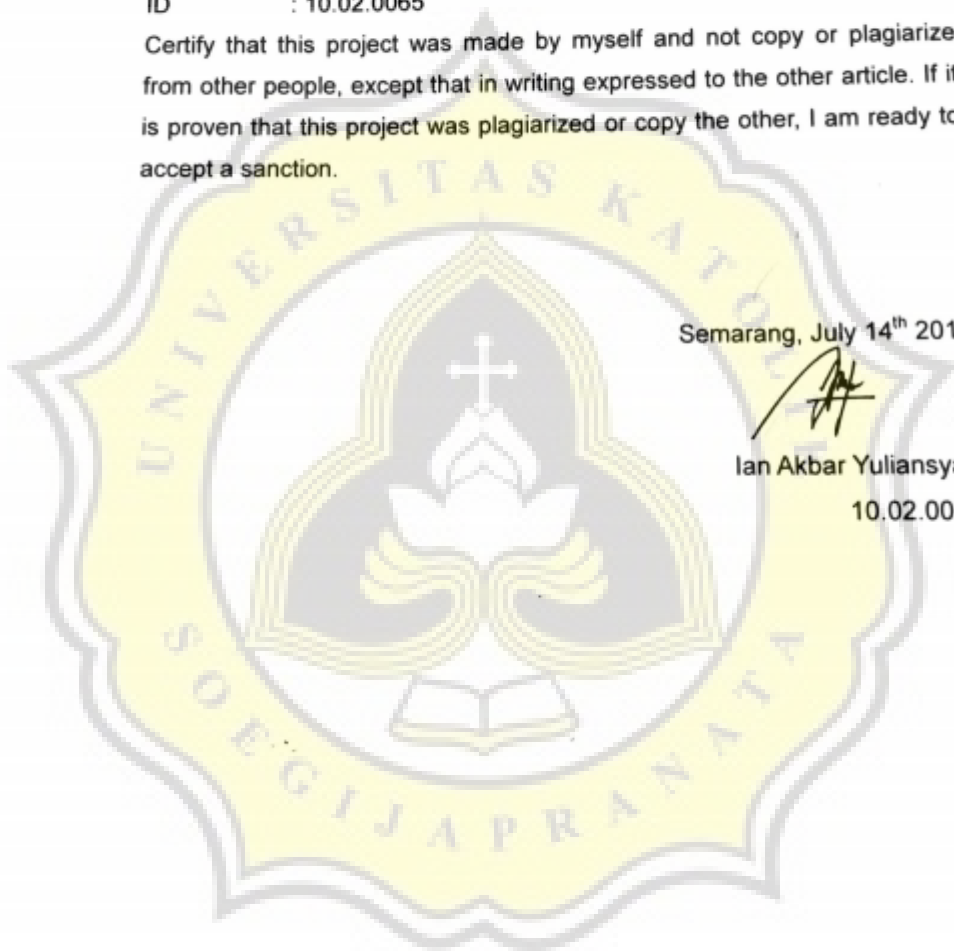 ID : 10.02.0065
Certify that this project was made by myself and not copy or plagiarize
from other people, except that in writing expressed to the other article. If it
is proven that this project was plagiarized or copy the other, I am ready to
accept a sanction.
Semarang, July 14th 201
Ian Akbar Yuliansya
10.02.00
UNIVERSITAS KATOLIK
SOEGIJAPRANATA